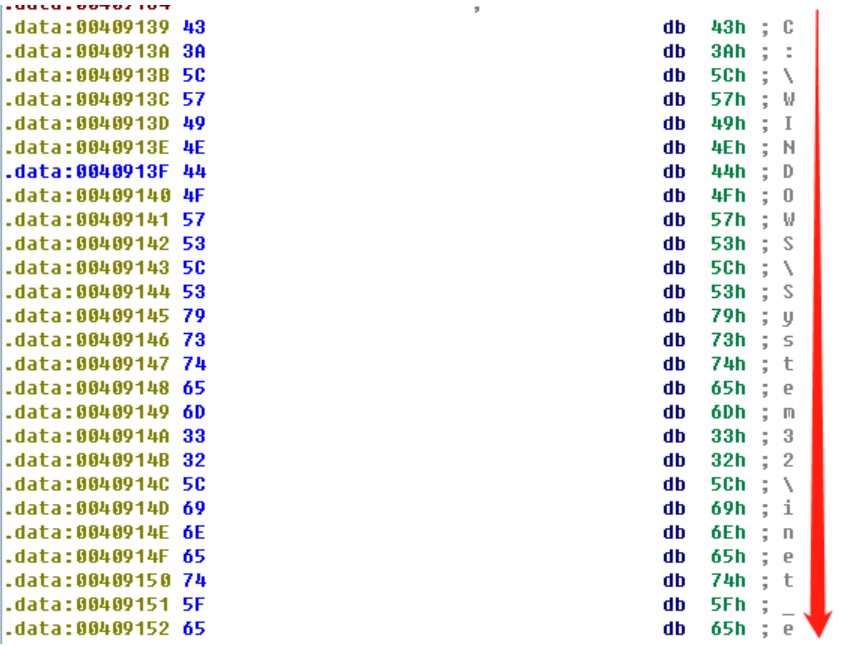 .data:00409139 43 db 43h ; C
.data:0040913A 3A db 3Ah ; :
.data:0040913B 5C db 5Ch ; \
.data:0040913C 57 db 57h ; W
.data:0040913D 49 db 49h ; I
.data:0040913E 4E db 4Eh ; N
.data:0040913F 44 db 44h ; D
.data:00409140 4F db 4Fh ; O
.data:00409141 57 db 57h ; W
.data:00409142 53 db 53h ; S
.data:00409143 5C db 5Ch ; \
.data:00409144 53 db 53h ; S
.data:00409145 79 db 79h ; y
.data:00409146 73 db 73h ; s
.data:00409147 74 db 74h ; t
.data:00409148 65 db 65h ; e
.data:00409149 6D db 6Dh ; m
.data:0040914A 33 db 33h ; 3
.data:0040914B 32 db 32h ; 2
.data:0040914C 5C db 5Ch ; \
.data:0040914D 69 db 69h ; i
.data:0040914E 6E db 6Eh ; n
.data:0040914F 65 db 65h ; e
.data:00409150 74 db 74h ; t
.data:00409151 5F db 5Fh ; _
.data:00409152 65 db 65h ; e